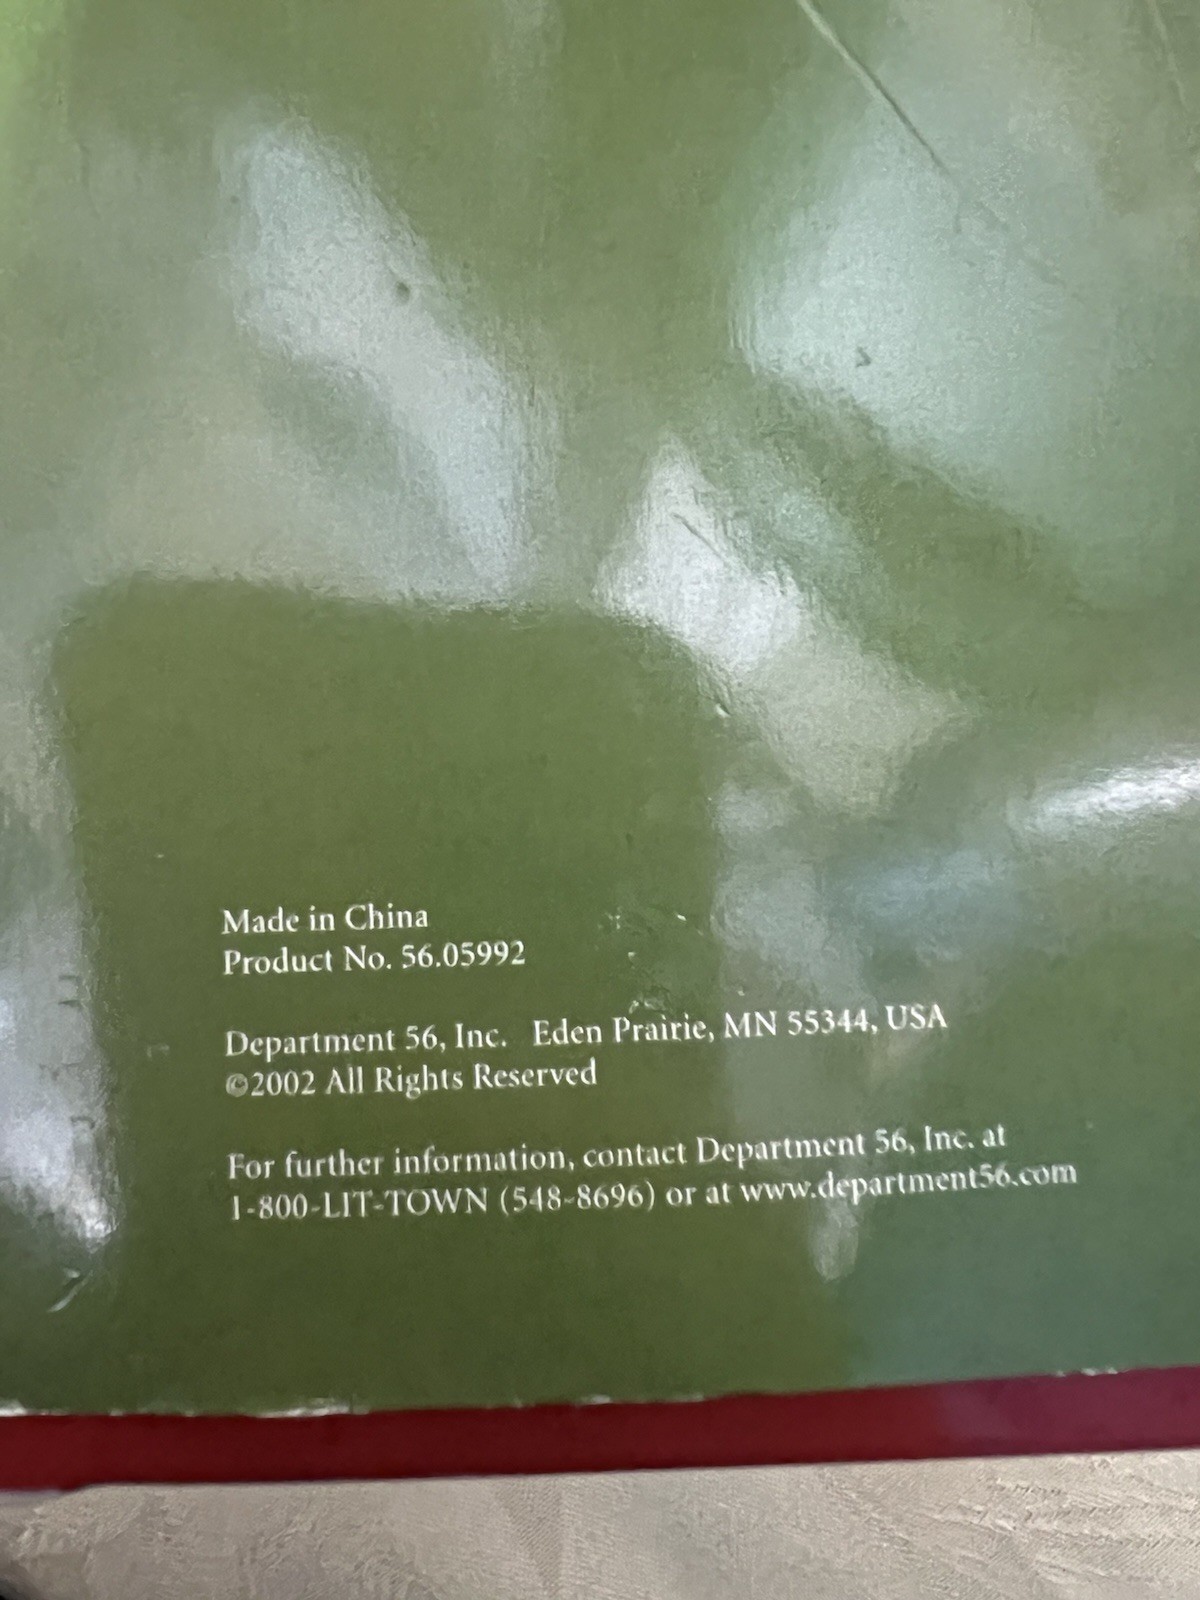 Made in China
Product No. 56.05992
Department 56, Inc. Eden Prairie, MN 55344, USA
©2002 All Rights Reserved
For further information, contact Department 56, Inc. at
1-800-LIT-TOWN (548-8696) or at www.department56.com